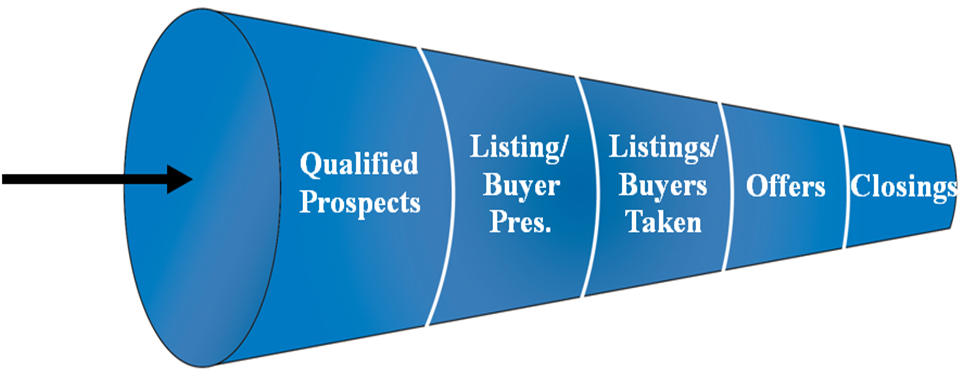 Qualified
Prospects
Listing/
Buyer
Pres.
Listings/
Buyers
Taken
Offers
Closings